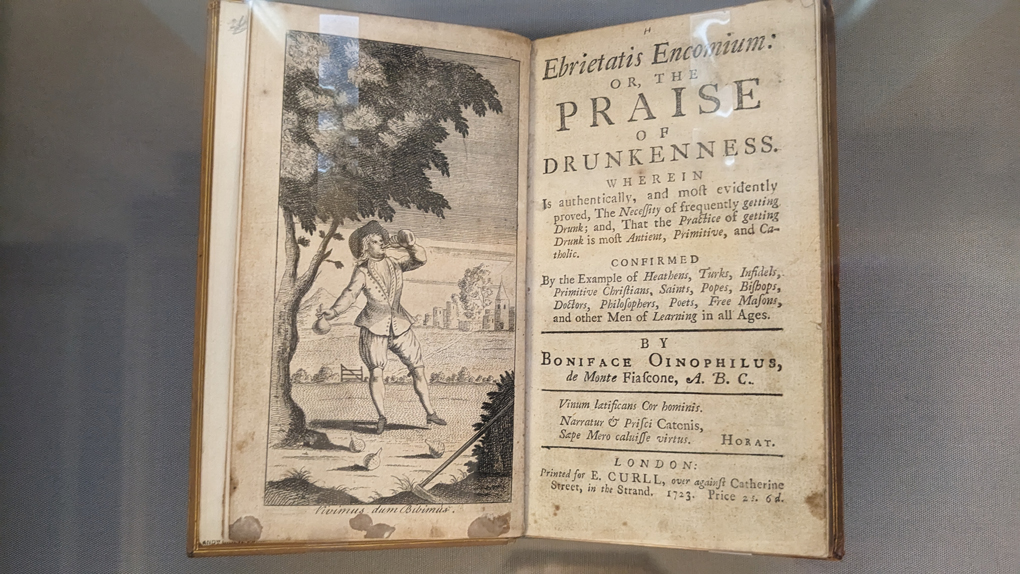 Vivimus dum Bibimus.
H
Ebrietatis Encomium:
OR, THE
PRAISE
OF
DRUNKENNESS.
WHEREIN
Is authentically, and moſt evidently
proved, The Neceſſity of frequently getting
Drunk; and, That the Practice of getting
Drunk is moſt Antient, Primitive, and Ca-
tholic.
CONFIRMED
By the Example of Heathens, Turks, Infidels,
Primitive Chriſtians, Saints, Popes, Biſhops,
Doctors, Philoſophers, Poets, Free Maſons,
and other Men of Learning in all Ages.
BY
BONIFACE OINOPHILUS,
de Monte Fiaſcone, A. B. C.
Vinum lætificans Cor hominis.
Narratur & Priſci Catonis,
Sæpe Mero caluiſſe virtus. HORAT.
LONDON:
Printed for E. CURLL, over againſt Catherine
Street, in the Strand. 1723. Price 2s. 6d.